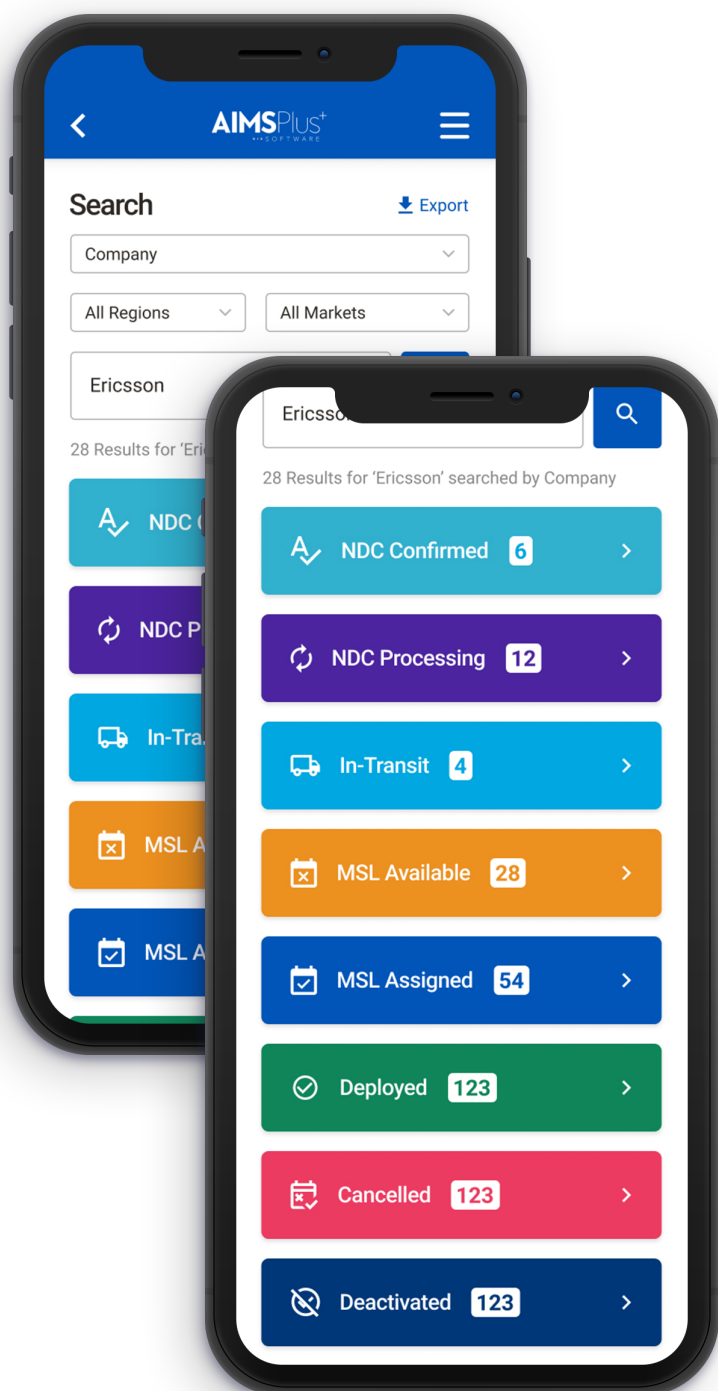 AIMSPlus+
SOFTWARE
Search
Export
Company
All Regions
All Markets
Ericsson
28 Results for ‘Eri
NDC
NDC P
In-Tra
MSL A
MSL A
Ericsso
28 Results for ‘Ericsson’ searched by Company
NDC Confirmed 6
NDC Processing 12
In-Transit 4
MSL Available 28
MSL Assigned 54
Deployed 123
Cancelled 123
Deactivated 123